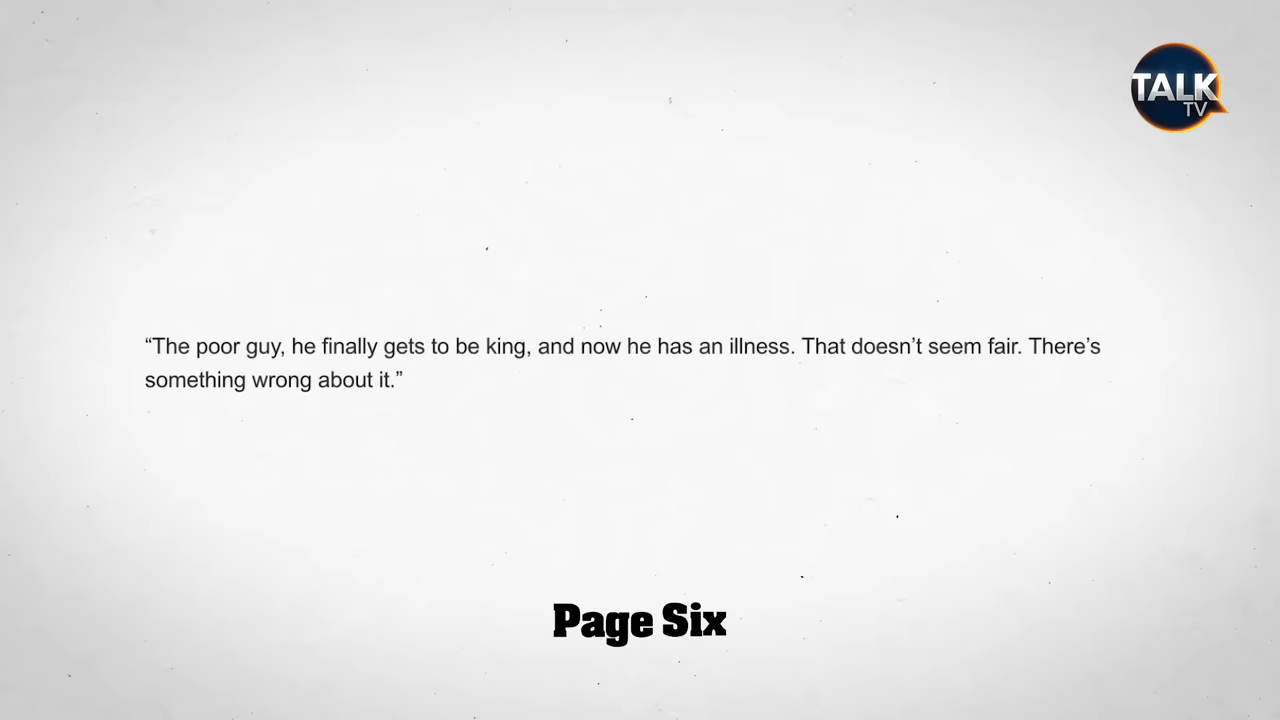 TALK
TV
“The poor guy, he finally gets to be king, and now he has an illness. That doesn’t seem fair. There’s
something wrong about it.”
Page Six